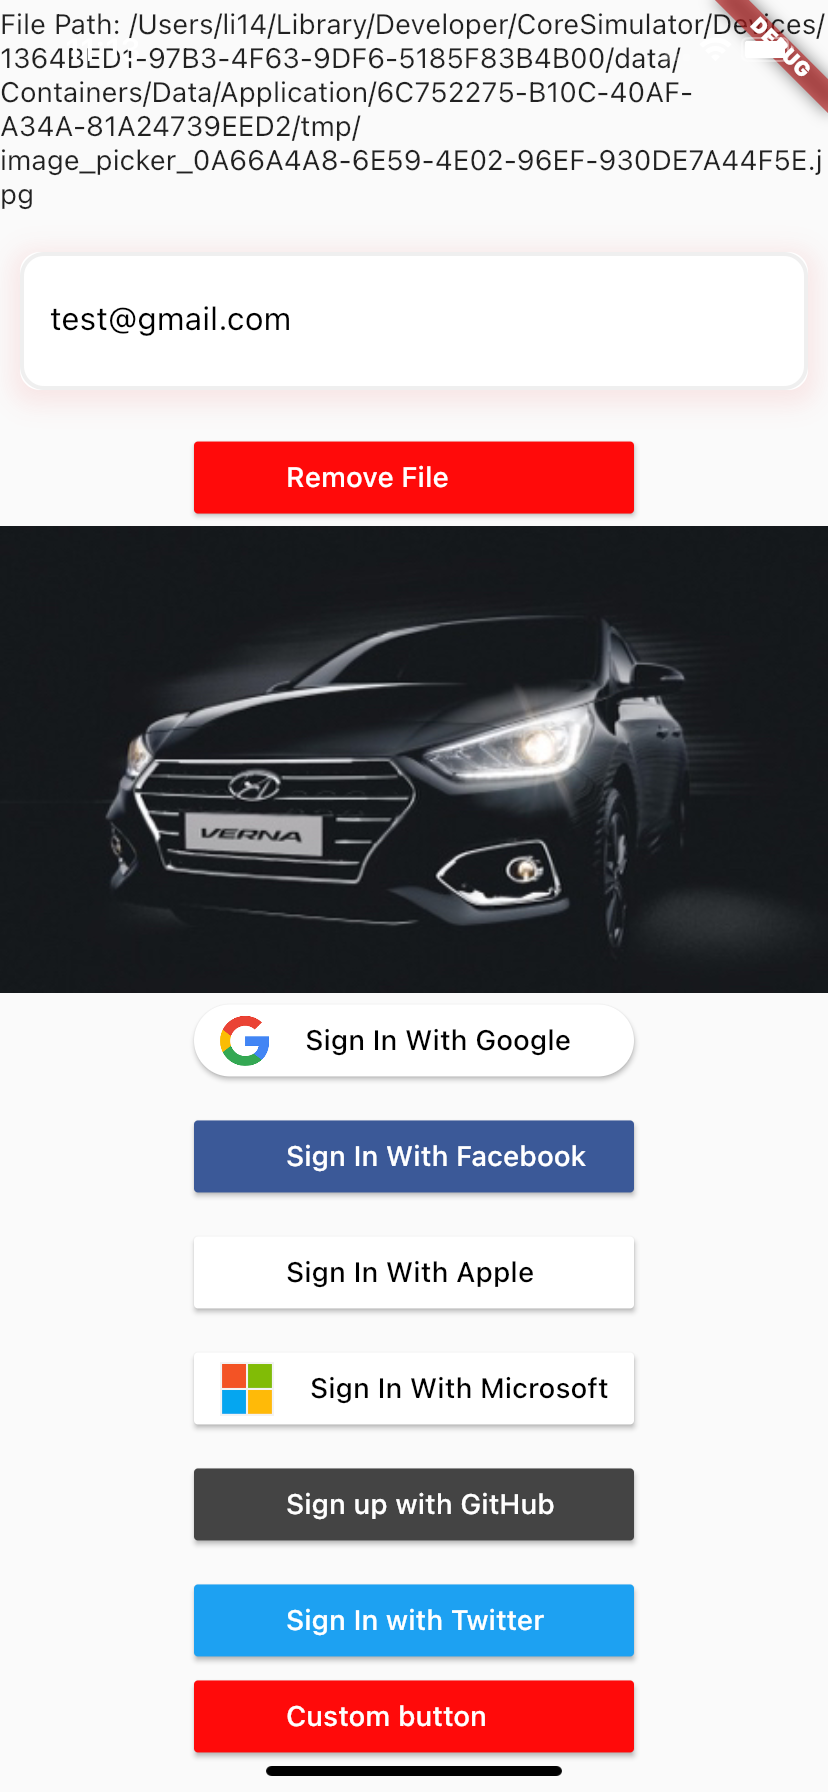 File Path: /Users/li14/Library/Developer/CoreSimulator/Devices/
1364BED1-97B3-4F63-9DF6-5185F83B4B00/data/
Containers/Data/Application/6C752275-B10C-40AF-
A34A-81A24739EED2/tmp/
image_picker_0A66A4A8-6E59-4E02-96EF-930DE7A44F5E.j
pg
DEBUG
test@gmail.com
Remove File
VERNA
Sign In With Google
Sign In With Facebook
Sign In With Apple
Sign In With Microsoft
Sign up with GitHub
Sign In with Twitter
Custom button